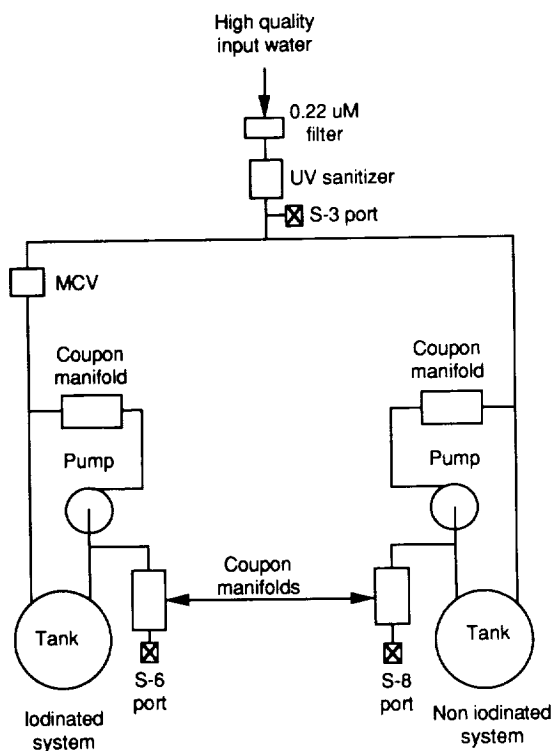 High quality
input water
0.22 uM
filter
UV sanitizer
S-3 port
MCV
Coupon
manifold
Coupon
manifold
Pump
Pump
Coupon
manifolds
Tank
Tank
S-6
port
S-8
port
Iodinated
system
Non iodinated
system